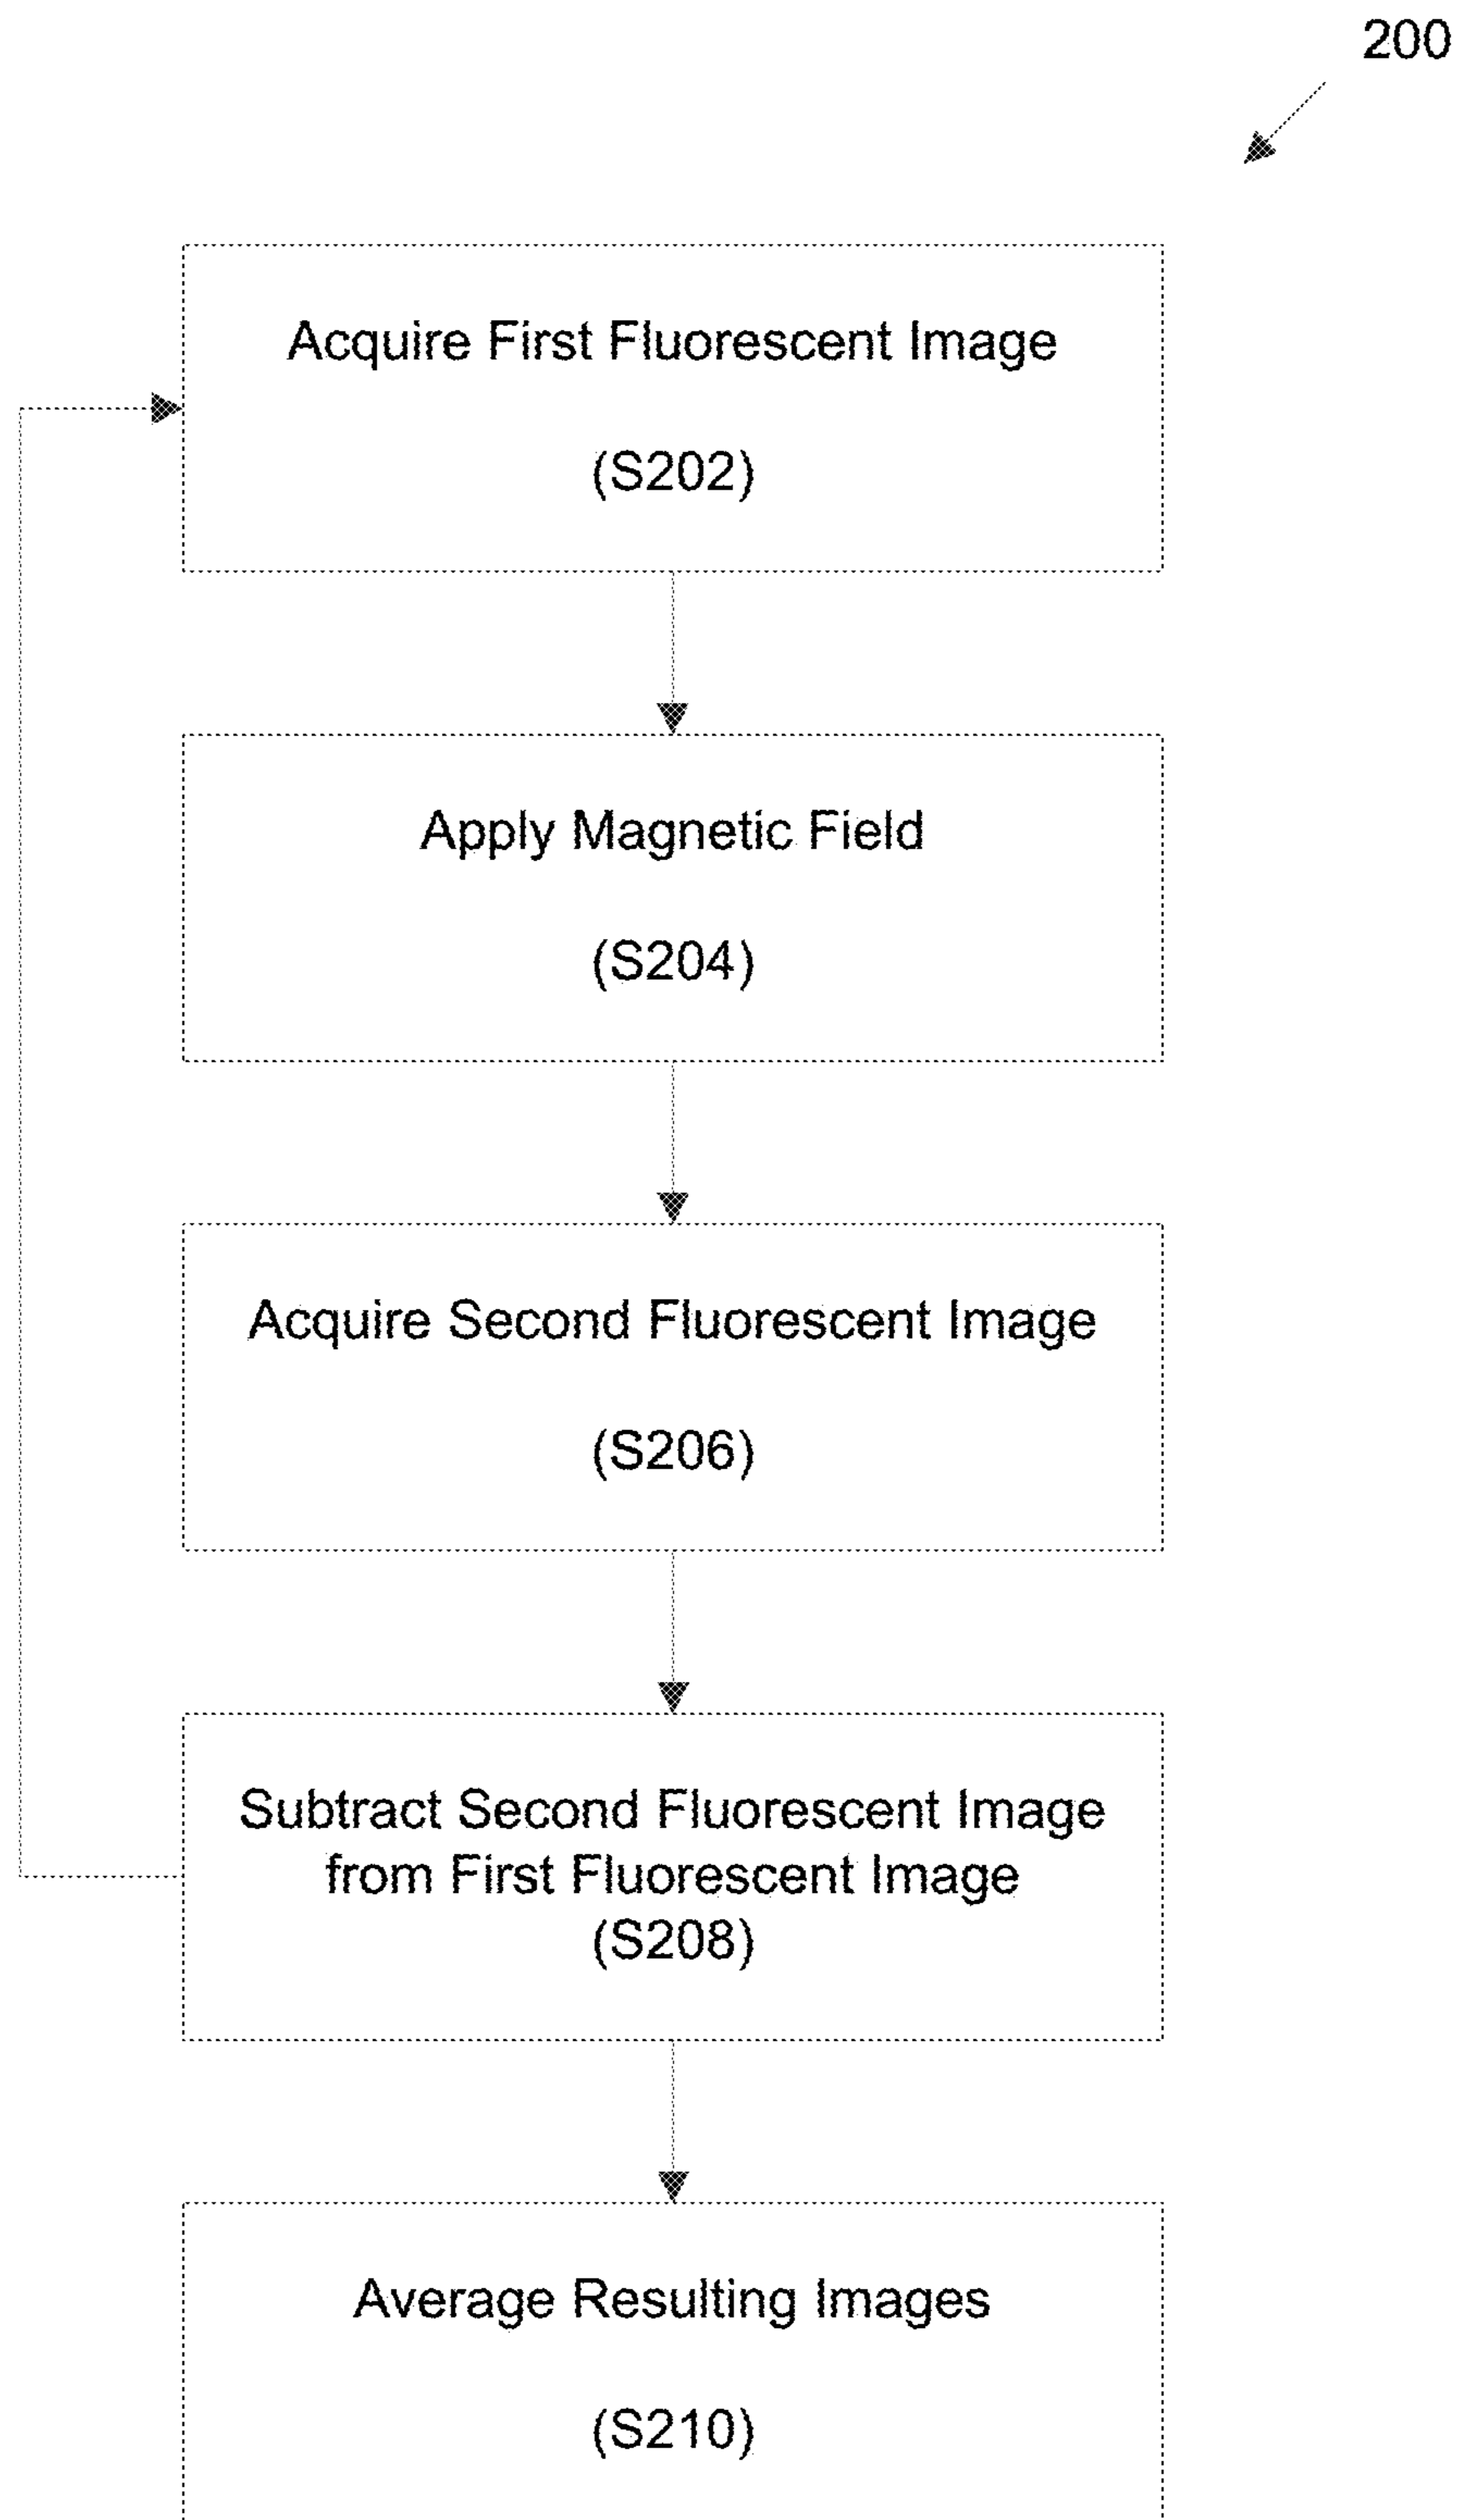 200
Acquire First Fluorescent Image
(S202)
Apply Magnetic Field
(S204)
Acquire Second Fluorescent Image
(S206)
Subtract Second Fluorescent Image
from First Fluorescent Image
(S208)
Average Resulting Images
(S210)